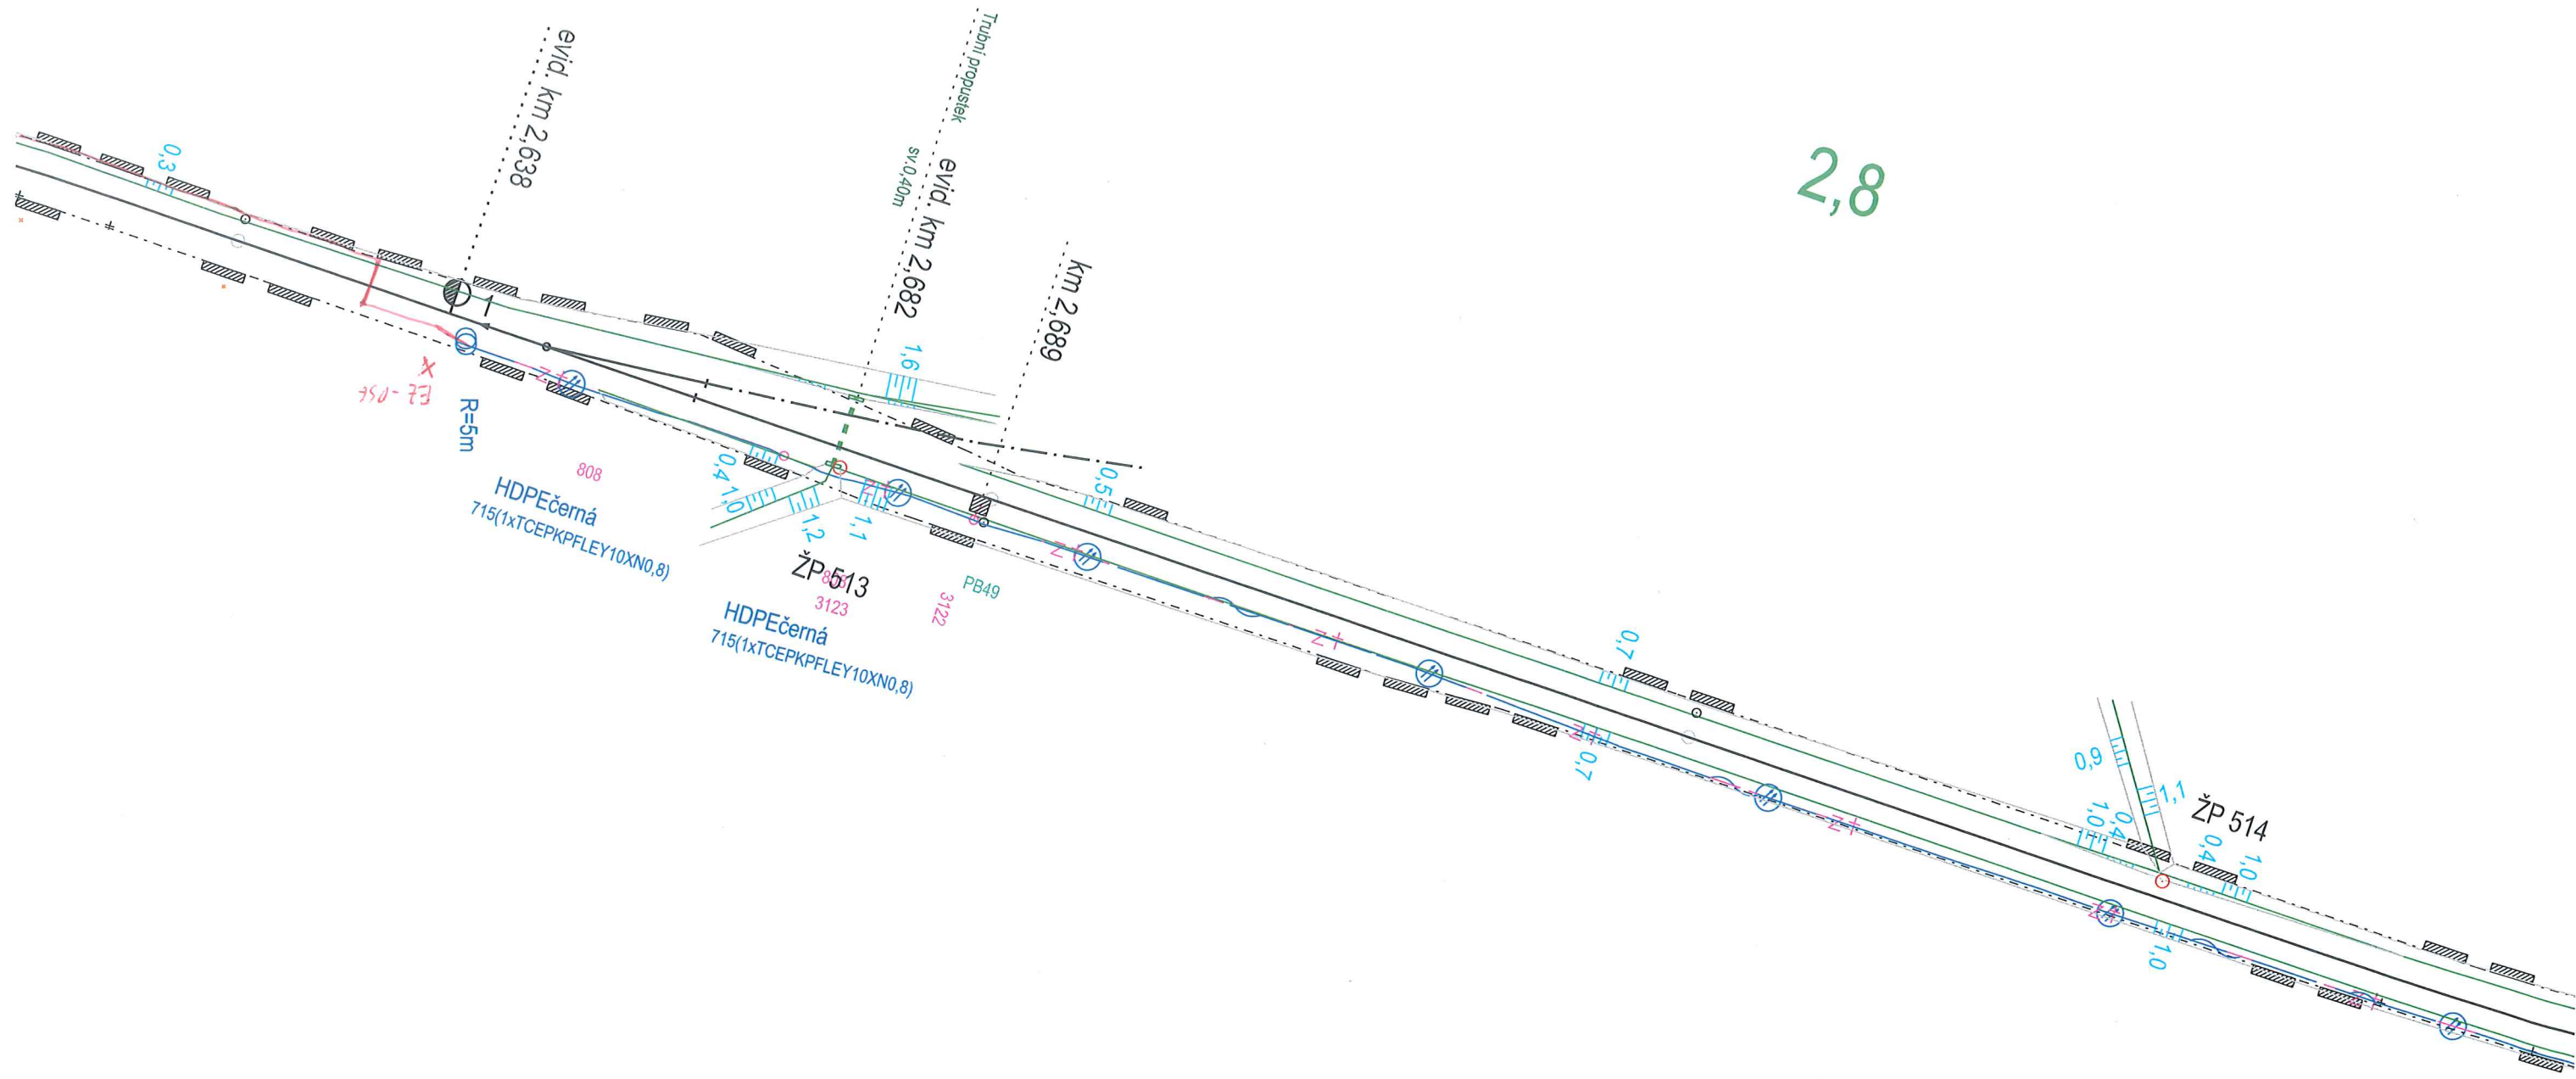 evid. km 2,638
Trubní propustek
sv.0,40m
evid. km 2,682
km 2,689
2,8
0,3
1
1,6
R=5m
808
HDPEčerná
715(1xTCEPKPFLEY10XN0,8)
0,4
1,0
1,2
1,1
0,5
ŽP 513
3123
HDPEčerná
715(1xTCEPKPFLEY10XN0,8)
3122
PB49
0,7
0,7
0,9
1,1
ŽP 514
1,0
0,4
0,4
1,0
1,0